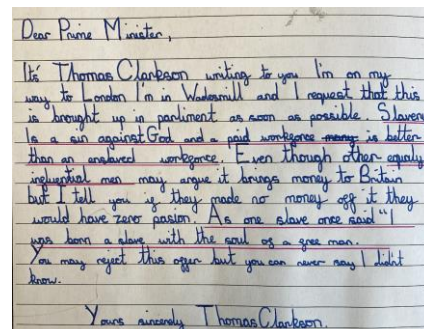 Dear Prime Minister,
Its' Thomas Clarkson writing to you I'm on my
way to London I'm in Wadesmill and I request that this
is brought up in parliment as soon as possible. Slavery
Is a sin against God and a paid workforce many is better
than an enslaved workforce. Even though other equaly
influential men may argue it brings money to Britain
but I tell you if they made no money off it they
would have zero pasion. As one slave once said "I
was born a slave with the soul of a free man.
You may reject this offer but you can never say I didn't
know.
Yours sincerely Thomas Clarkson.